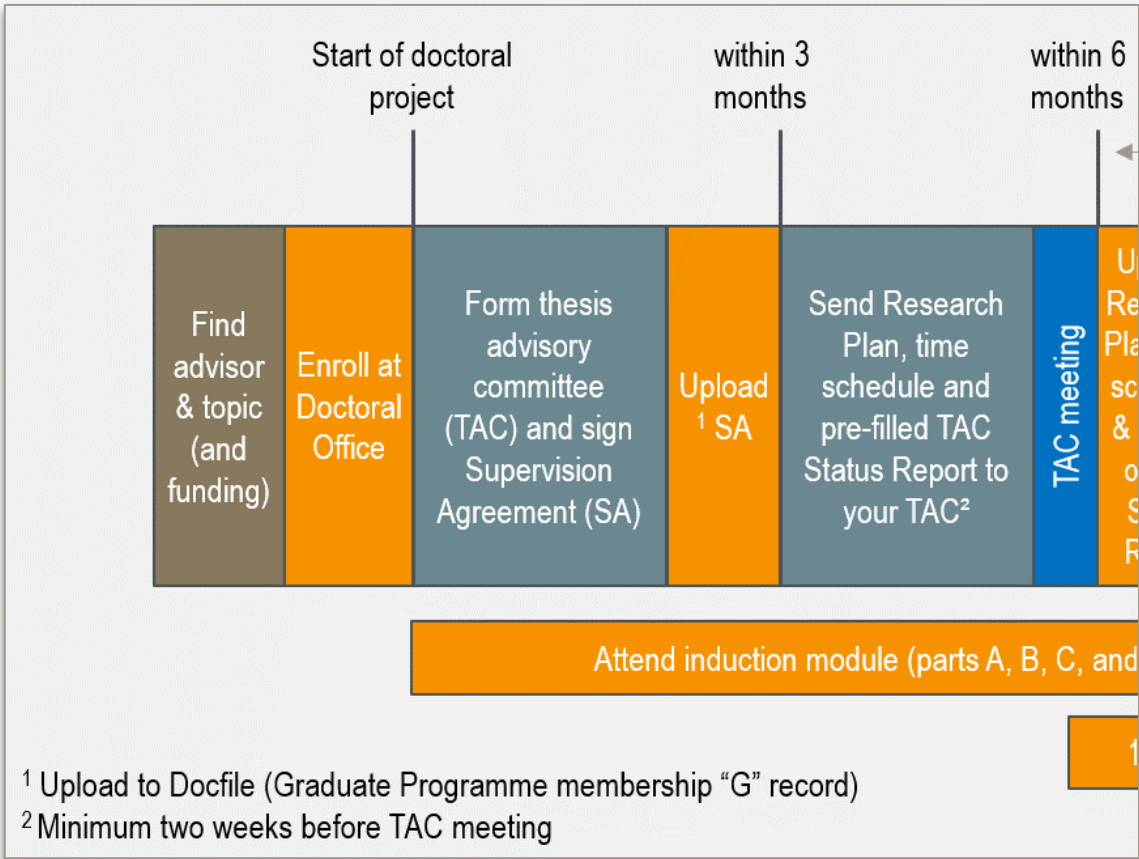 Start of doctoral
project
within 3
months
within 6
months
Find
advisor
& topic
(and
funding)
Enroll at
Doctoral
Office
Form thesis
advisory
committee
(TAC) and sign
Supervision
Agreement (SA)
Upload
¹ SA
Send Research
Plan, time
schedule and
pre-filled TAC
Status Report to
your TAC²
TAC meeting
&
Attend induction module (parts A, B, C, and
1
¹ Upload to Docfile (Graduate Programme membership “G” record)
² Minimum two weeks before TAC meeting